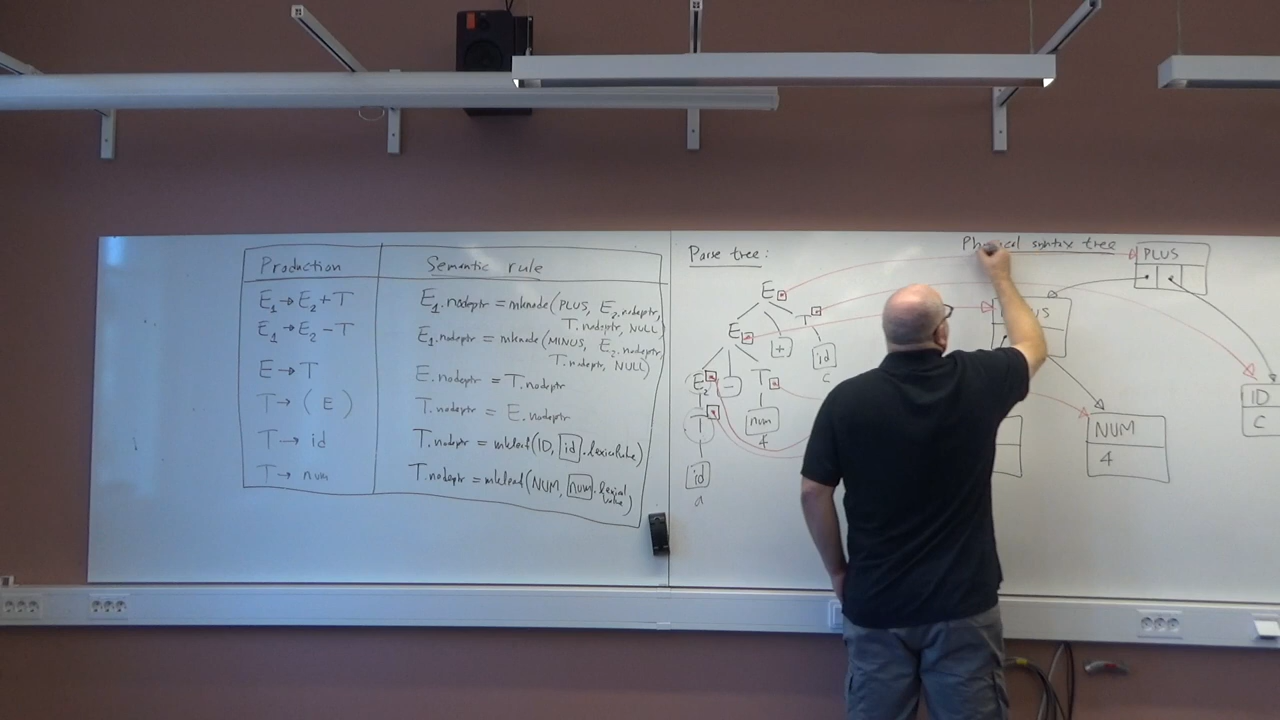 Production Semantic rule
E₁ → E₂ + T E₁.nodeptr = mknode(PLUS, E₂.nodeptr,
T.nodeptr, NULL)
E₁ → E₂ - T E₁.nodeptr = mknode(MINUS, E₂.nodeptr,
T.nodeptr, NULL)
E → T E.nodeptr = T.nodeptr
T → ( E ) T.nodeptr = E.nodeptr
T → id T.nodeptr = mkleaf(ID, id.lexicalvalue)
T → num T.nodeptr = mkleaf(NUM, num.lexical
value)
Parse tree:
E
E + T
id
c
E₂ - T
T
num
4
id
a
syntax tree
PLUS
NUM
4
ID
C